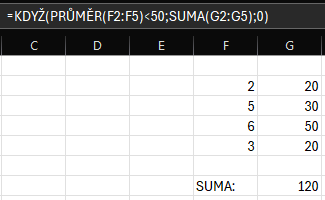 =KDYŽ(PRŮMĚR(F2:F5)<50;SUMA(G2:G5);0)
C D E F G
2 20
5 30
6 50
3 20
SUMA: 120